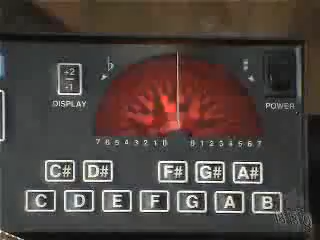 +2
-1
♭
♯
DISPLAY
POWER
7 6 5 4 3 2 1 0 0 1 2 3 4 5 6 7
C# D# F# G# A#
C D E F G A B